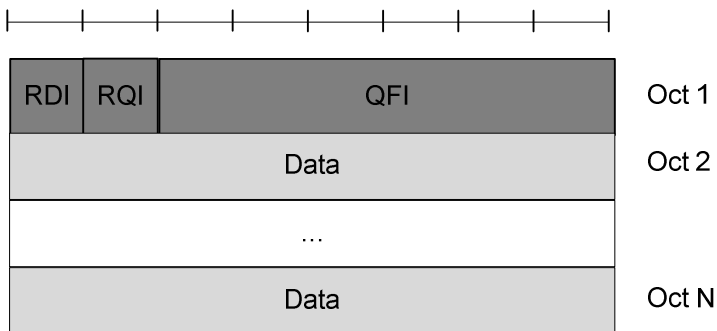 RDI RQI QFI Oct 1
Data Oct 2
...
Data Oct N